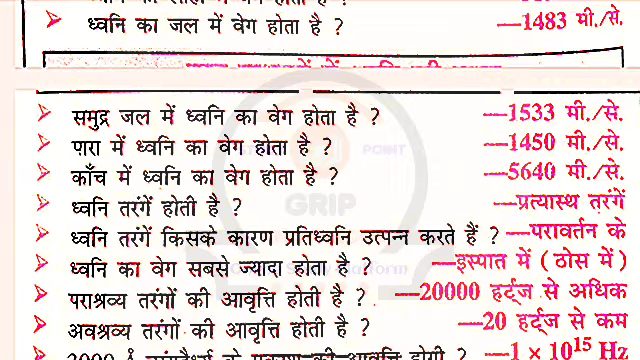 ध्वनि का जल में वेग होता है ? —1483 मी./से.
समुद्र जल में ध्वनि का वेग होता है ? —1533 मी./से.
पारा में ध्वनि का वेग होता है ? —1450 मी./से.
काँच में ध्वनि का वेग होता है ? —5640 मी./से.
ध्वनि तरंगें होती है ? —प्रत्यास्थ तरंगें
ध्वनि तरंगें किसके कारण प्रतिध्वनि उत्पन्न करते हैं ? —परावर्तन के
ध्वनि का वेग सबसे ज्यादा होता है ? —इस्पात में ( ठोस में )
पराश्रव्य तरंगों की आवृत्ति होती है ? —20000 हर्ट्ज से अधिक
अवश्रव्य तरंगों की आवृत्ति होती है ? —20 हर्ट्ज से कम
—1 x 10¹⁵ Hz
POINT
GRIP